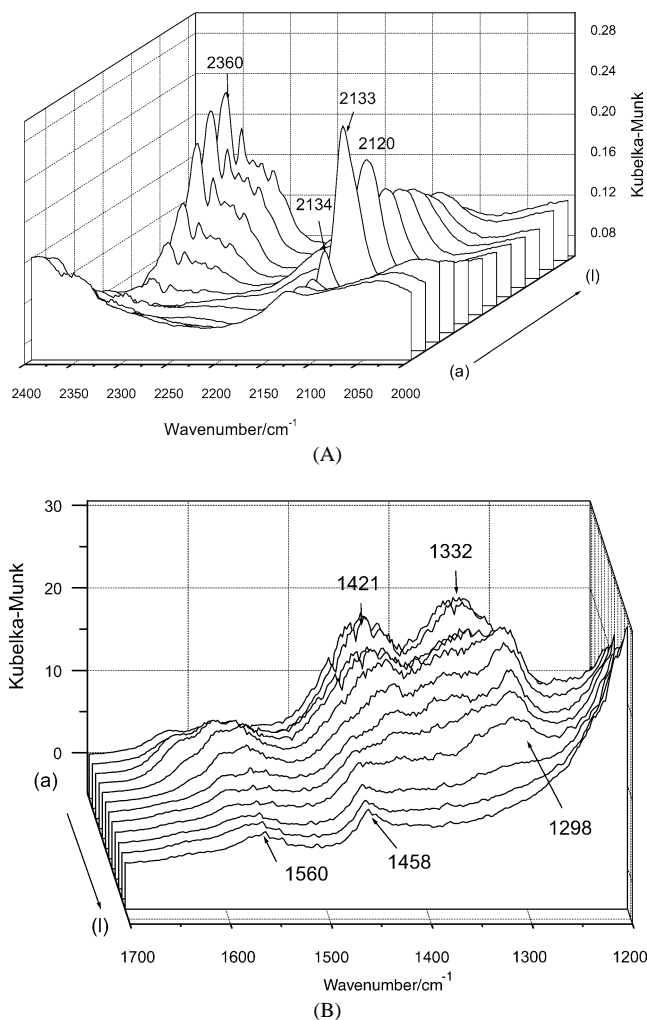 0.28
0.24
0.20
0.16
0.12
0.08
Kubelka-Munk
2360
2133
2120
2134
(l)
(a)
2400 2350 2300 2250 2200 2150 2100 2050 2000
Wavenumber/cm⁻¹
(A)
30
20
10
0
Kubelka-Munk
1332
1421
(a)
1298
1458
1560
(l)
1700 1600 1500 1400 1300 1200
Wavenumber/cm⁻¹
(B)